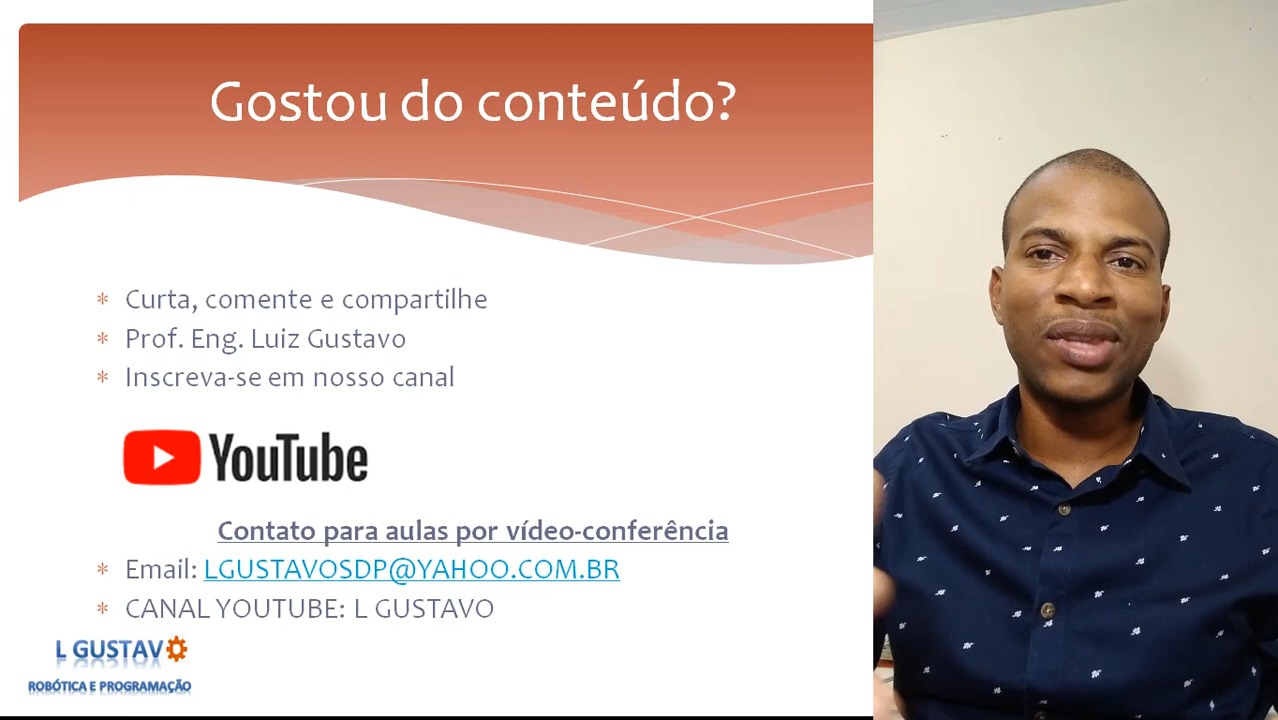 Gostou do conteúdo?
Curta, comente e compartilhe
Prof. Eng. Luiz Gustavo
Inscreva-se em nosso canal
YouTube
Contato para aulas por vídeo-conferência
Email: LGUSTAVOSDP@YAHOO.COM.BR
CANAL YOUTUBE: L GUSTAVO
L GUSTAVO
ROBÓTICA E PROGRAMAÇÃO